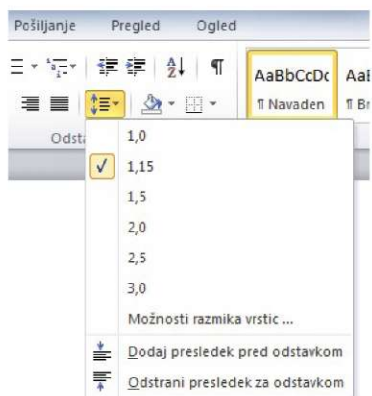 Pošiljanje Pregled Ogled
AaBbCcDc AaB
¶ Navaden ¶ Br
Odsta
1,0
1,15
1,5
2,0
2,5
3,0
Možnosti razmika vrstic ...
Dodaj presledek pred odstavkom
Odstrani presledek za odstavkom